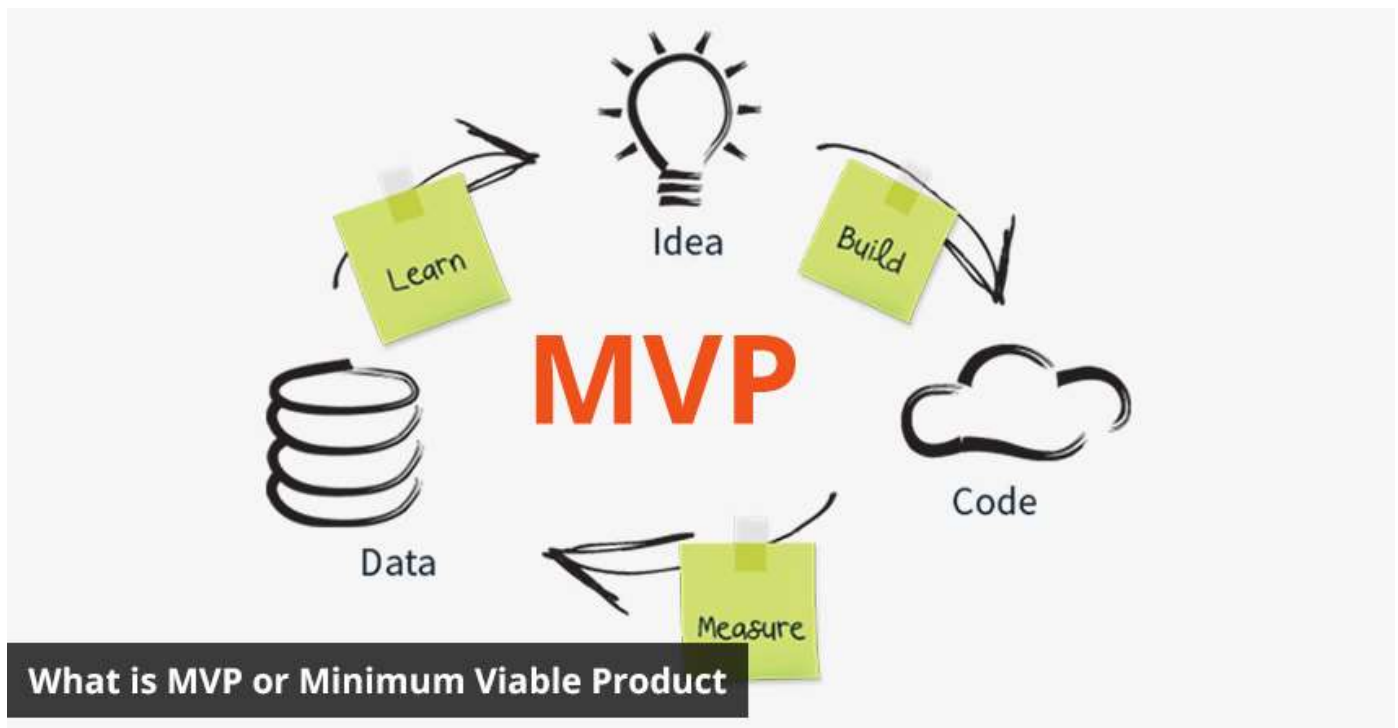 Idea
Learn
Build
MVP
Code
Data
Measure
What is MVP or Minimum Viable Product